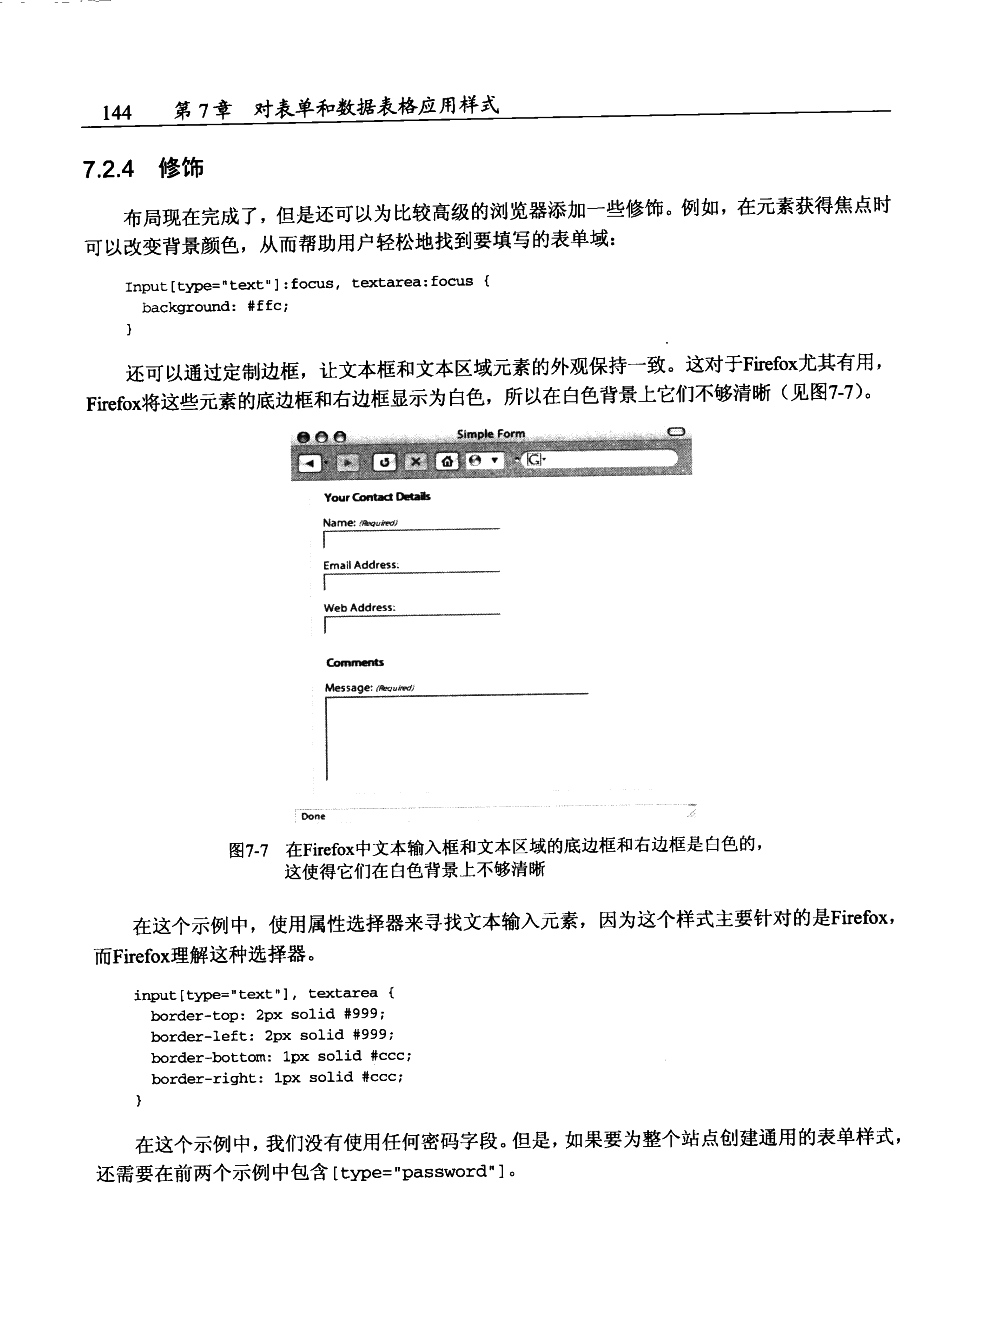 144 第 7 章 对表单和数据表格应用样式
7.2.4 修饰
布局现在完成了，但是还可以为比较高级的浏览器添加一些修饰。例如，在元素获得焦点时
可以改变背景颜色，从而帮助用户轻松地找到要填写的表单域：
Input[type="text"]:focus, textarea:focus {
background: #ffc;
}
还可以通过定制边框，让文本框和文本区域元素的外观保持一致。这对于Firefox尤其有用，
Firefox将这些元素的底边框和右边框显示为白色，所以在白色背景上它们不够清晰（见图7-7）。
Simple Form
G
Your Contact Details
Name: (Required)
Email Address:
Web Address:
Comments
Message: (Required)
Done
图7-7 在Firefox中文本输入框和文本区域的底边框和右边框是白色的，
这使得它们在白色背景上不够清晰
在这个示例中，使用属性选择器来寻找文本输入元素，因为这个样式主要针对的是Firefox，
而Firefox理解这种选择器。
input[type="text"], textarea {
border-top: 2px solid #999;
border-left: 2px solid #999;
border-bottom: 1px solid #ccc;
border-right: 1px solid #ccc;
}
在这个示例中，我们没有使用任何密码字段。但是，如果要为整个站点创建通用的表单样式，
还需要在前两个示例中包含[type="password"]。